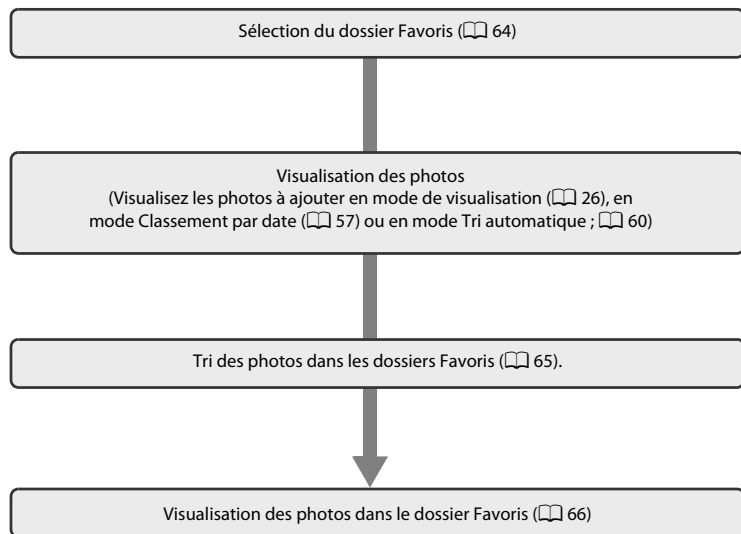 Sélection du dossier Favoris (📖 64)
Visualisation des photos
(Visualisez les photos à ajouter en mode de visualisation (📖 26), en
mode Classement par date (📖 57) ou en mode Tri automatique ; 📖 60)
Tri des photos dans les dossiers Favoris (📖 65).
Visualisation des photos dans le dossier Favoris (📖 66)